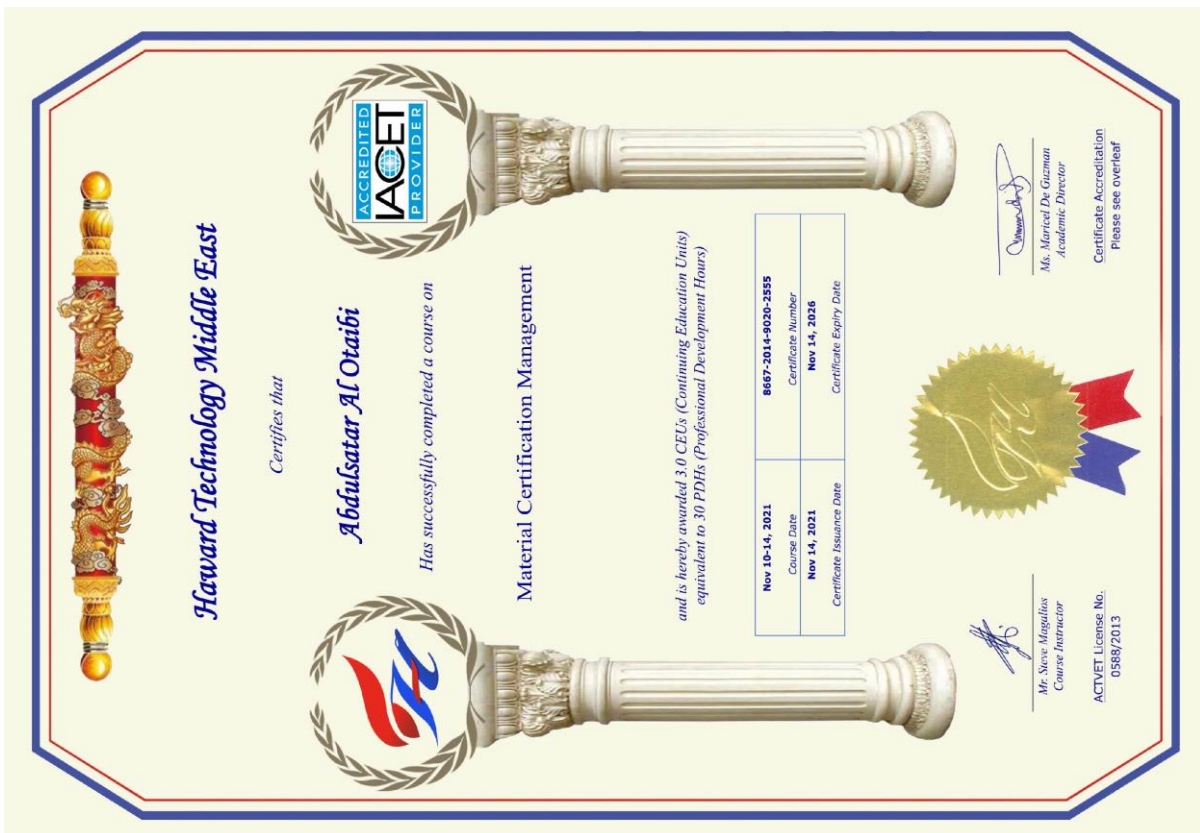 Haward Technology Middle East
Certifies that
ACCREDITED
IACET
PROVIDER
Abdulsatar Al Otaibi
Has successfully completed a course on
Material Certification Management
and is hereby awarded 3.0 CEUs (Continuing Education Units)
equivalent to 30 PDHs (Professional Development Hours)
Nov 10-14, 2021
8667-2014-9020-2555
Course Date
Certificate Number
Nov 14, 2021
Nov 14, 2026
Certificate Issuance Date
Certificate Expiry Date
Mr. Steve Magalios
Course Instructor
Ms. Maricel De Guzman
Academic Director
ACTVET License No.
0588/2013
Certificate Accreditation
Please see overleaf